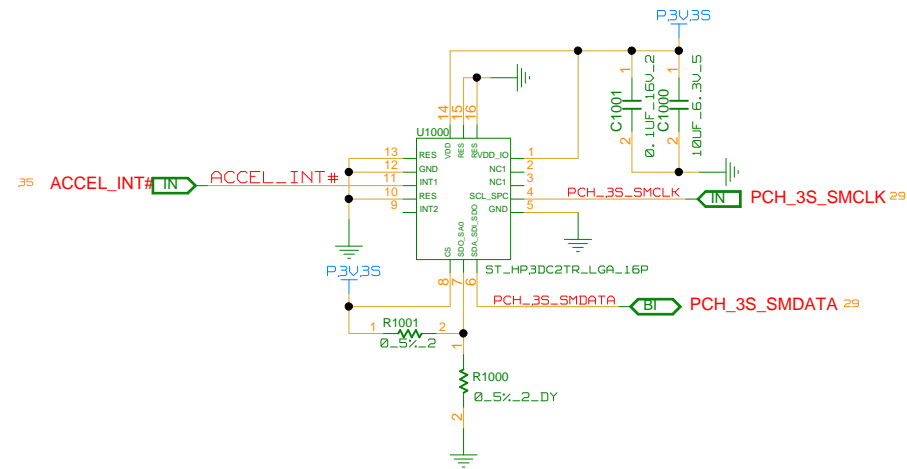 P3V3S
C1001
0.1UF_16V_2
C1000
10UF_6.3V_5
1
2
1
2
14
15
16
U1000
VDD
RES
RES
13
RES
12
GND
11
INT1
10
RES
9
INT2
VDD_IO
1
NC1
2
NC1
3
SCL_SPC
4
GND
5
CS
SDO_SA0
SDA_SDI_SDO
8
7
6
35
ACCEL_INT#
IN
ACCEL_INT#
PCH_3S_SMCLK
IN
PCH_3S_SMCLK
29
ST_HP3DC2TR_LGA_16P
P3V3S
PCH_3S_SMDATA
BI
PCH_3S_SMDATA
29
R1001
1
2
0_5%_2
1
R1000
0_5%_2_DY
2